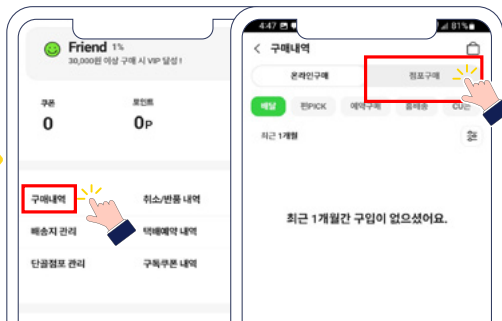 Friend 1%
30,000원 이상 구매 시 VIP 달성!
쿠폰
포인트
0
0P
구매내역
취소/반품 내역
배송지 관리
택배예약 내역
단골점포 관리
구독쿠폰 내역
4:47
81%
구매내역
온라인구매
점포구매
배달
편PICK
예약구매
홈배송
최근 1개월
최근 1개월간 구입이 없으셨어요.